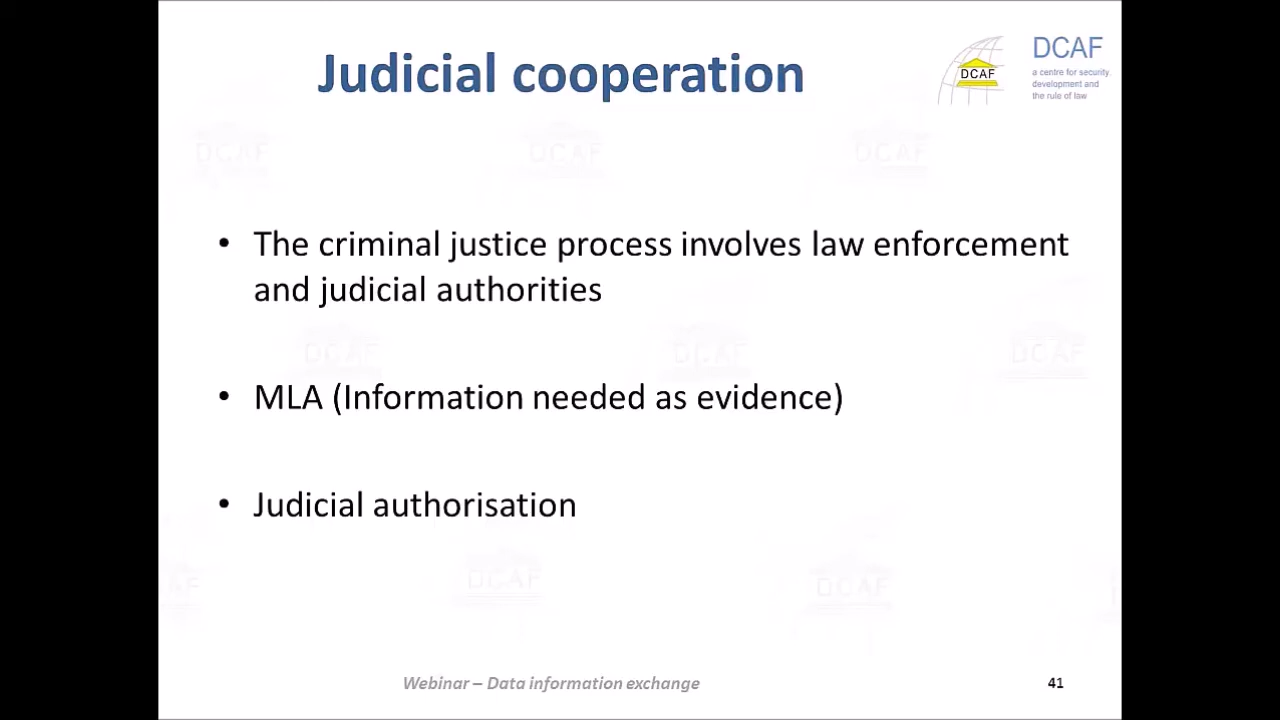 Judicial cooperation
DCAF
DCAF
a centre for security,
development and
the rule of law
• The criminal justice process involves law enforcement
and judicial authorities
• MLA (Information needed as evidence)
• Judicial authorisation
Webinar – Data information exchange
41